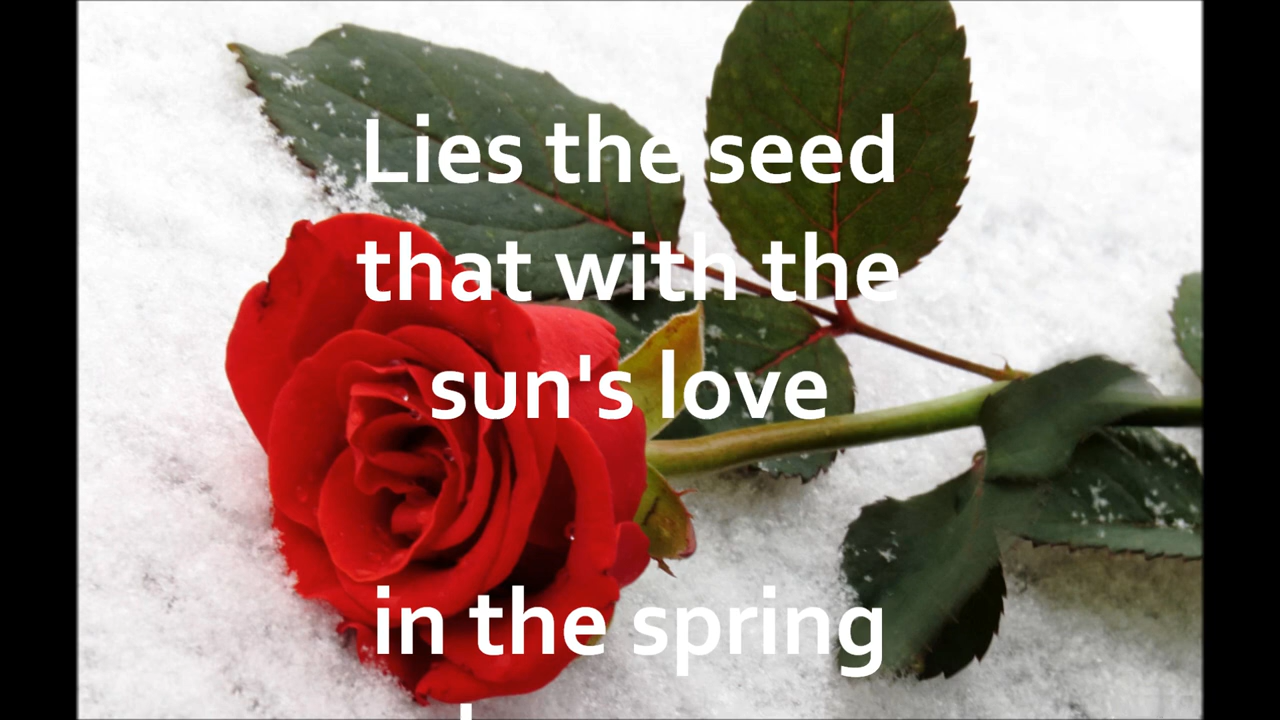 Lies the seed
that with the
sun's love
in the spring